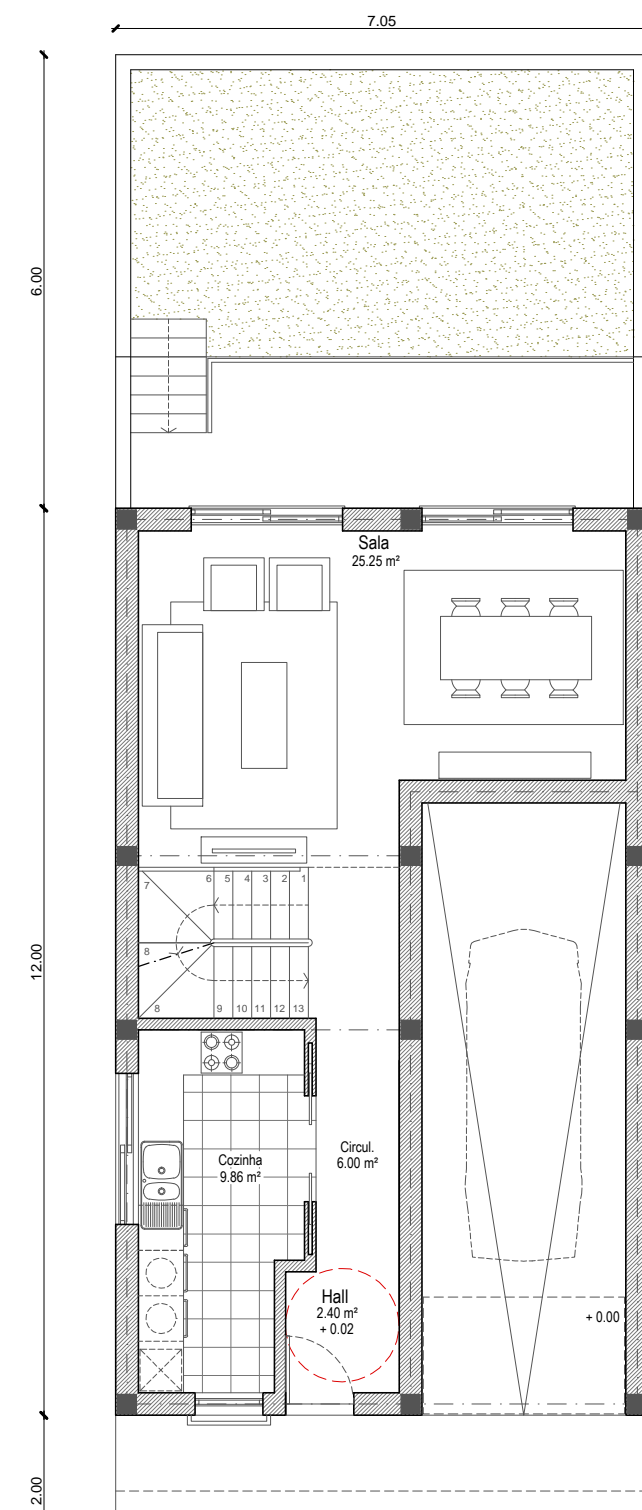 7.05
6.00
Sala
25.25 m²
7
6
5
4
3
2
1
8
8
9
10
11
12
13
12.00
Cozinha
9.86 m²
Circul.
6.00 m²
Hall
2.40 m²
+ 0.02
+ 0.00
2.00